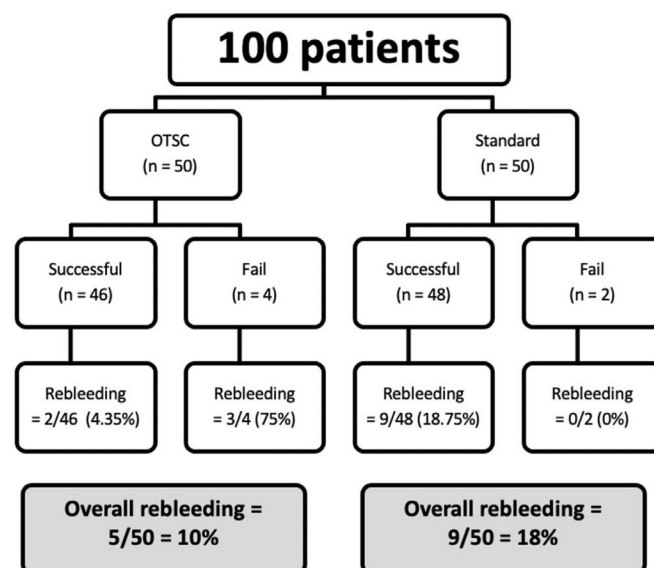 100 patients
OTSC
(n = 50)
Standard
(n = 50)
Successful
(n = 46)
Fail
(n = 4)
Successful
(n = 48)
Fail
(n = 2)
Rebleeding
= 2/46 (4.35%)
Rebleeding
= 3/4 (75%)
Rebleeding
= 9/48 (18.75%)
Rebleeding
= 0/2 (0%)
Overall rebleeding =
5/50 = 10%
Overall rebleeding =
9/50 = 18%